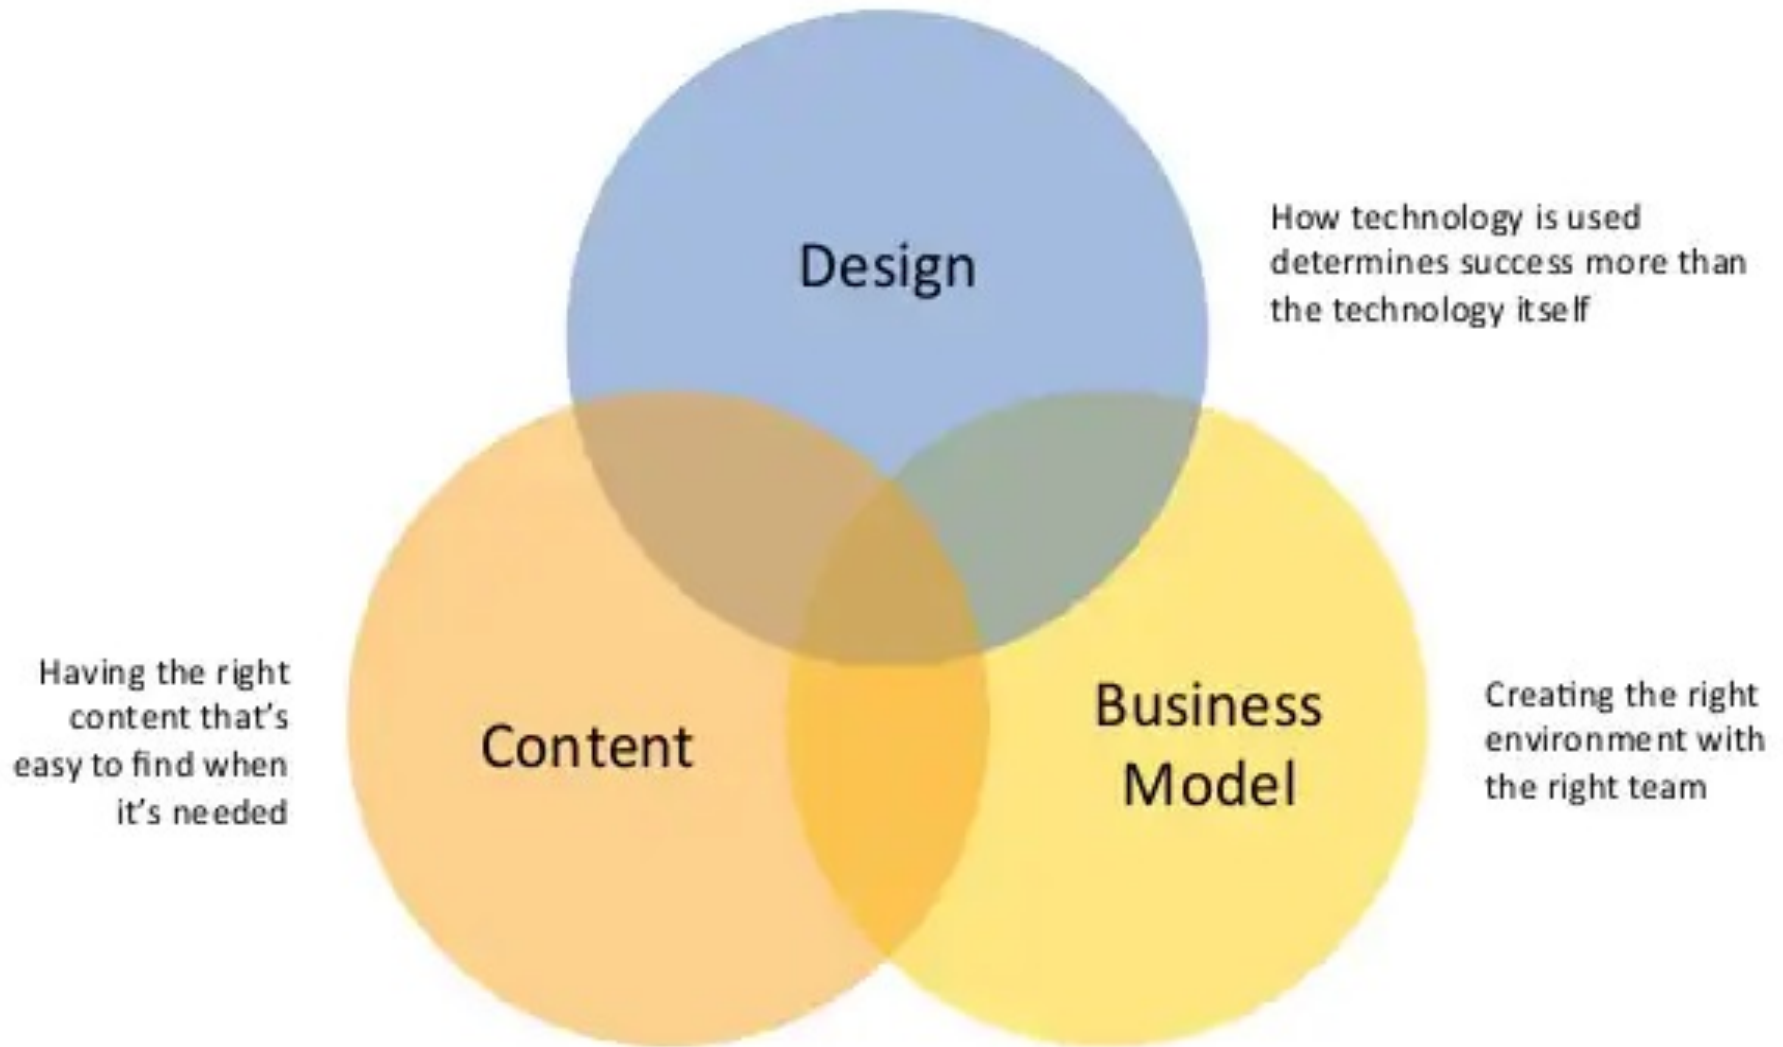 Design
How technology is used
determines success more than
the technology itself
Having the right
content that’s
easy to find when
it’s needed
Content
Business
Model
Creating the right
environment with
the right team